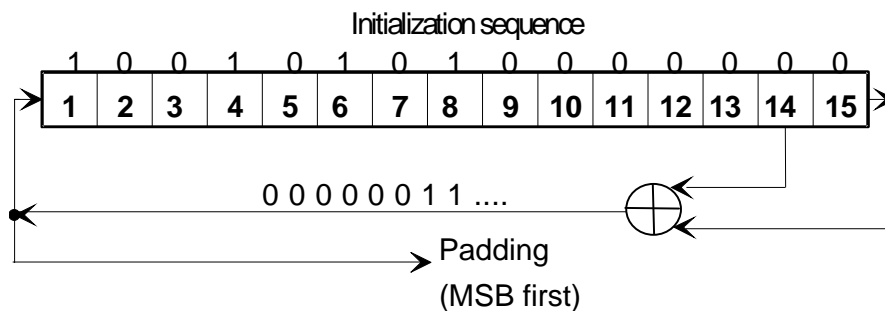 Initialization sequence
1 0 0 1 0 1 0 1 0 0 0 0 0 0 0
1 2 3 4 5 6 7 8 9 10 11 12 13 14 15
0 0 0 0 0 0 1 1 ....
Padding
(MSB first)